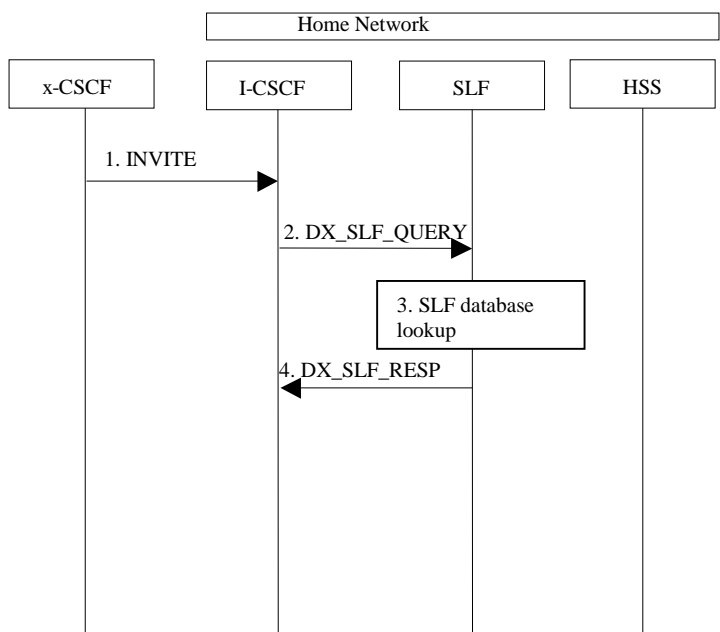 Home Network
x-CSCF
I-CSCF
SLF
HSS
1. INVITE
2. DX_SLF_QUERY
3. SLF database
lookup
4. DX_SLF_RESP